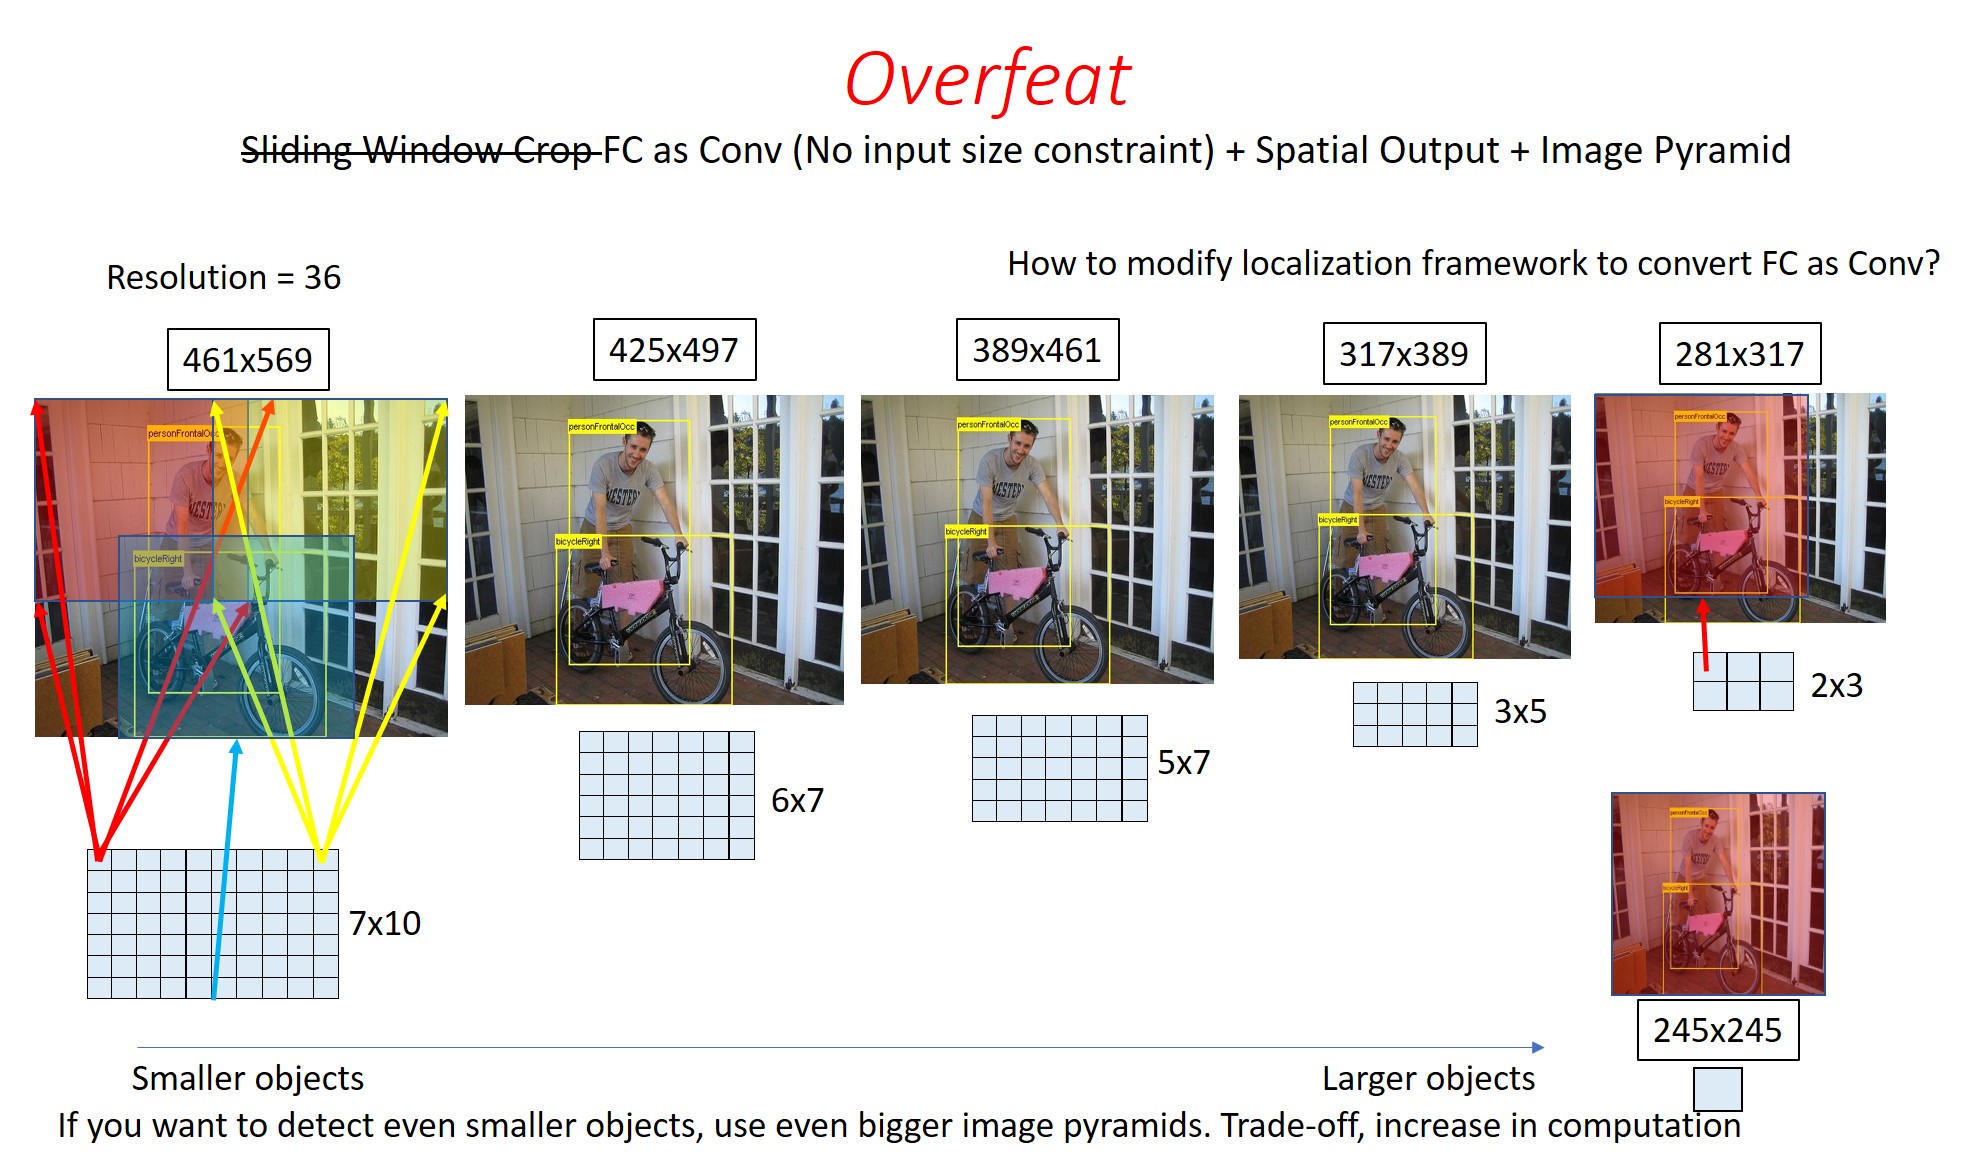 Overfeat
Sliding Window Crop FC as Conv (No input size constraint) + Spatial Output + Image Pyramid
How to modify localization framework to convert FC as Conv?
Resolution = 36
461x569
425x497
389x461
317x389
281x317
personFrontalOcc
bicycleRight
personFrontalOcc
bicycleRight
personFrontalOcc
bicycleRight
personFrontalOcc
bicycleRight
personFrontalOcc
bicycleRight
WESTERN
7x10
6x7
5x7
3x5
2x3
personFrontalOcc
bicycleRight
245x245
Smaller objects
Larger objects
If you want to detect even smaller objects, use even bigger image pyramids. Trade-off, increase in computation